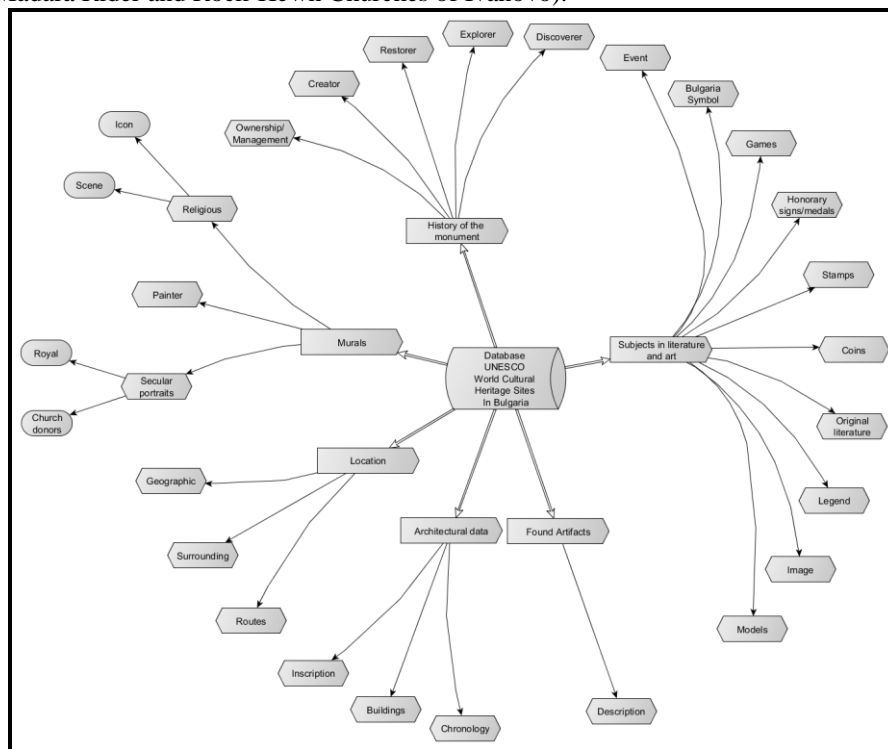 Madara Rider and Rock-Hewn Churches of Ivanovo).
Explorer
Discoverer
Restorer
Event
Creator
Bulgaria
Symbol
Icon
Ownership/
Management
Games
Scene
Religious
History of the
monument
Honorary
signs/medals
Stamps
Painter
Murals
Database
UNESCO
World Cultural
Heritage Sites
In Bulgaria
Subjects in literature
and art
Coins
Royal
Secular
portraits
Church
donors
Original
literature
Location
Geographic
Legend
Architectural data
Found Artifacts
Surrounding
Image
Routes
Models
Inscription
Buildings
Chronology
Description